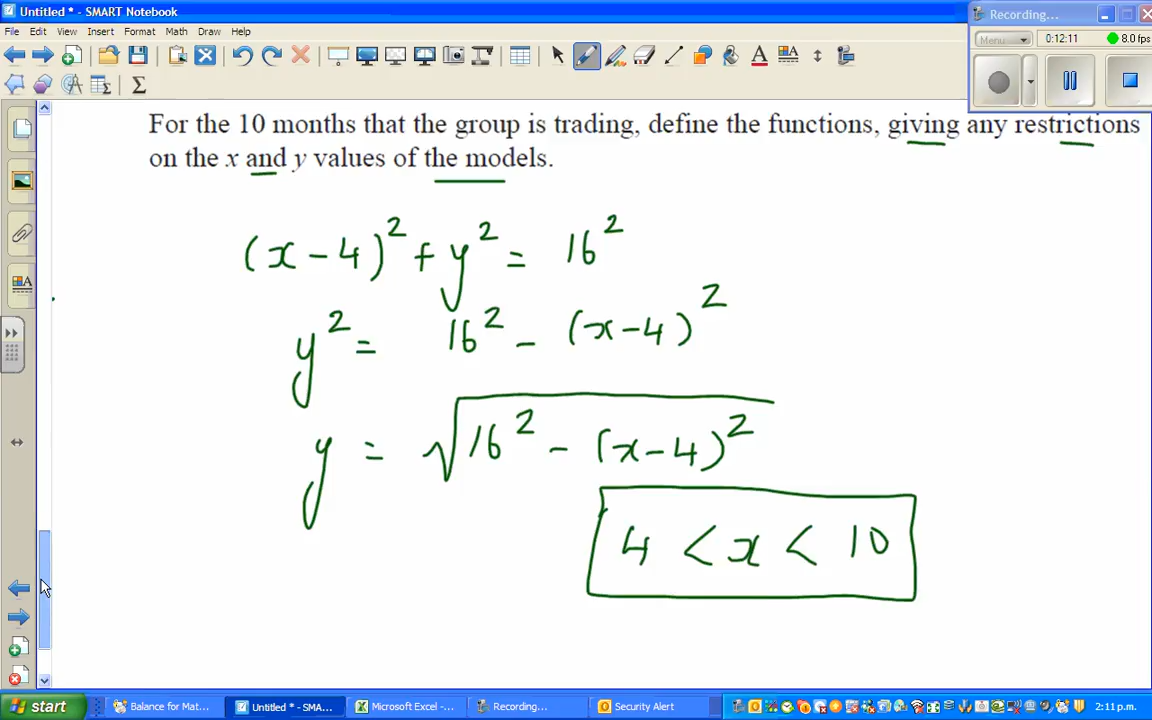 Untitled * - SMART Notebook
Recording...
File Edit View Insert Format Math Draw Help
Menu
0:12:11
8.0 fps
For the 10 months that the group is trading, define the functions, giving any restrictions
on the x and y values of the models.
(x-4)² + y² = 16²
y² = 16² - (x-4)²
y = √16² - (x-4)²
4 < x < 10
start
Balance for Mat...
Untitled * - SMA...
Microsoft Excel - ...
Recording...
Security Alert
2:11 p.m.